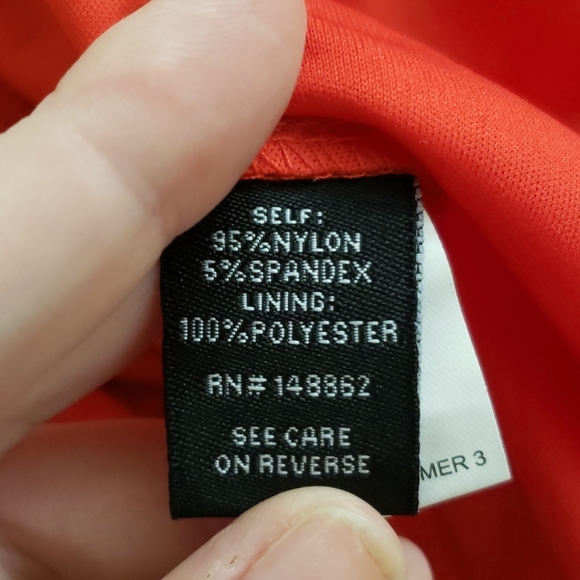 SELF:
95%NYLON
5%SPANDEX
LINING:
100%POLYESTER
RN# 148862
SEE CARE
ON REVERSE
MER 3